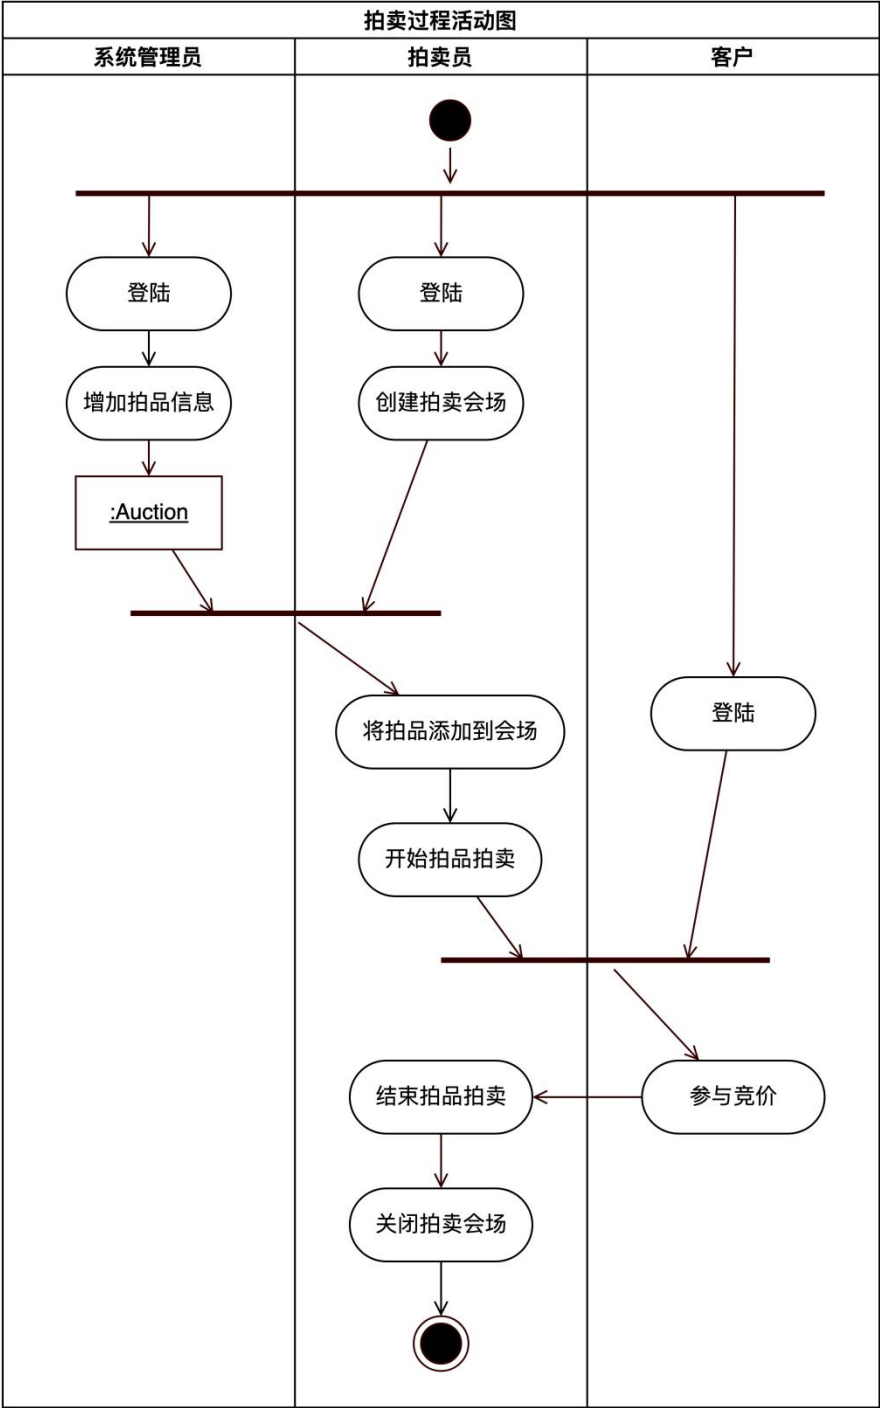 拍卖过程活动图
系统管理员
拍卖员
客户
登陆
登陆
增加拍品信息
创建拍卖会场
:Auction
将拍品添加到会场
登陆
开始拍品拍卖
结束拍品拍卖
参与竞价
关闭拍卖会场